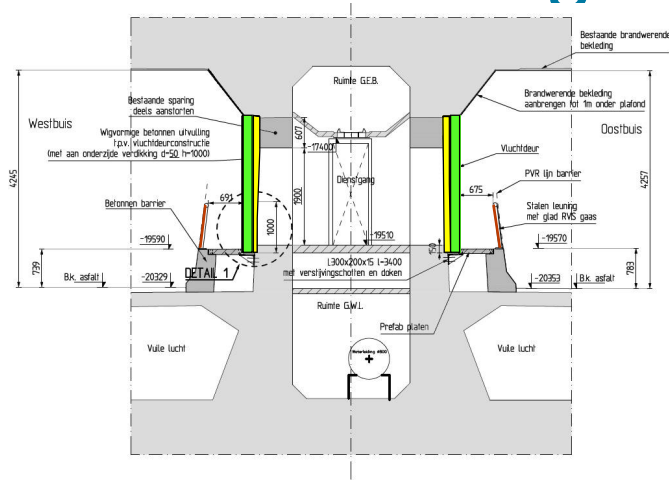 Bestaande brandwerende
bekleding
Ruimte G.E.B.
Brandwerende bekleding
aanbrengen tot 1m onder plafond
Bestaande sparing
deels aanstorten
Westbuis
Oostbuis
Wigvormige betonnen uitvulling
t.p.v. vluchtdeurconstructie
(met aan onderzijde verdikking d=50 h=1000)
607
-17400
Vluchtdeur
Dienstgang
4245
4257
691
675
PVR lijn barrier
1900
1000
Stalen leuning
met glad RVS gaas
Betonnen barrier
-19510
-19590
-19570
150
739
783
DETAIL 1
L300x200x15 L=3400
met verstijvingschotten en doken
B.k. asfalt
-20329
-20353
B.k. asfalt
Ruimte G.W.L.
Prefab platen
Vuile lucht
Vuile lucht
Waterleiding